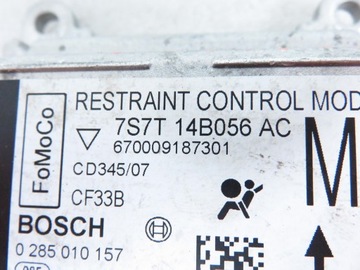 RESTRAINT CONTROL MOD
FoMoCo
7S7T 14B056 AC
670009187301
CD345/07
CF33B
M
BOSCH
0 285 010 157